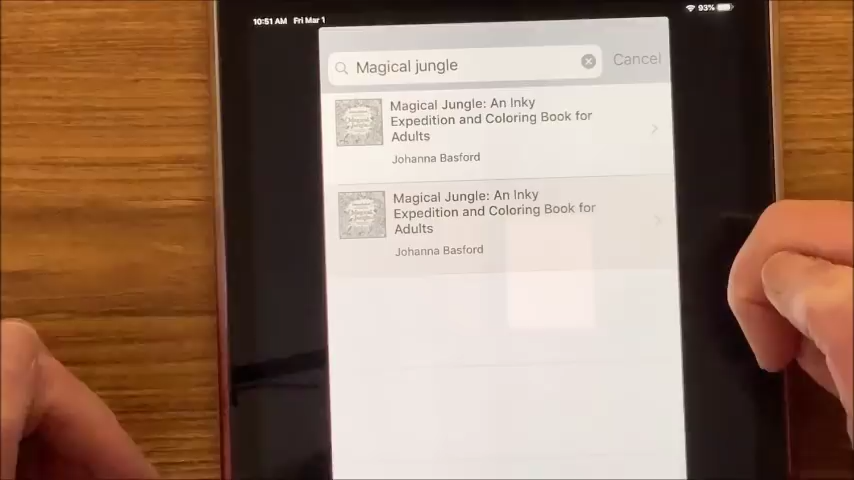 10:51 AM Fri Mar 1
93%
Magical jungle
Cancel
Magical Jungle: An Inky
Expedition and Coloring Book for
Adults
Johanna Basford
Magical Jungle: An Inky
Expedition and Coloring Book for
Adults
Johanna Basford